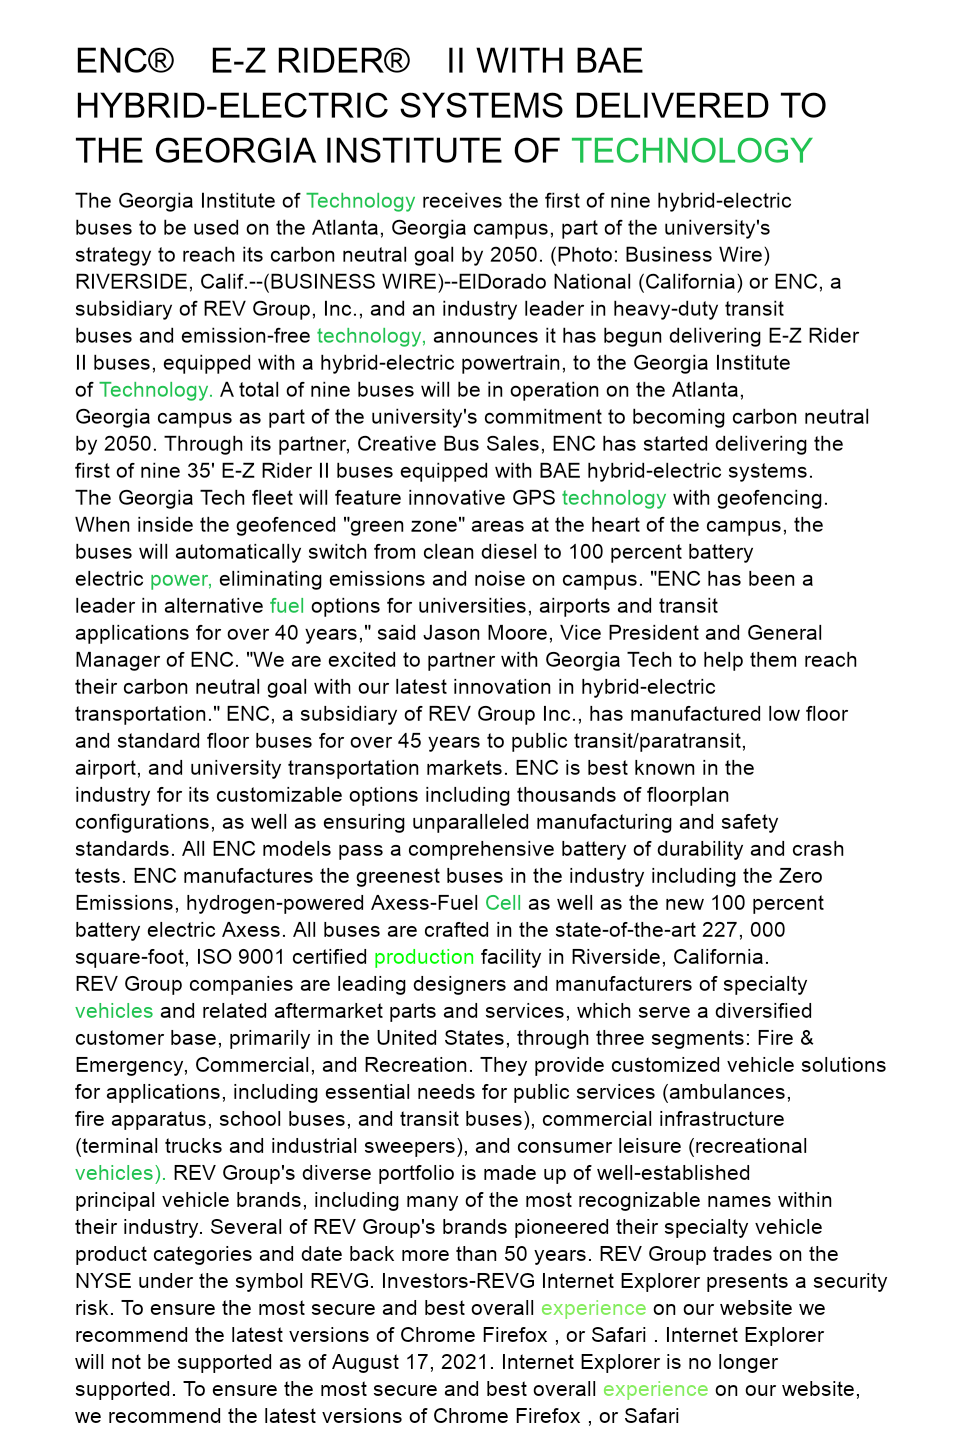 ENC® E-Z RIDER® II WITH BAE
HYBRID-ELECTRIC SYSTEMS DELIVERED TO
THE GEORGIA INSTITUTE OF TECHNOLOGY
The Georgia Institute of Technology receives the first of nine hybrid-electric
buses to be used on the Atlanta, Georgia campus, part of the university's
strategy to reach its carbon neutral goal by 2050. (Photo: Business Wire)
RIVERSIDE, Calif.--(BUSINESS WIRE)--ElDorado National (California) or ENC, a
subsidiary of REV Group, Inc., and an industry leader in heavy-duty transit
buses and emission-free technology, announces it has begun delivering E-Z Rider
II buses, equipped with a hybrid-electric powertrain, to the Georgia Institute
of Technology. A total of nine buses will be in operation on the Atlanta,
Georgia campus as part of the university's commitment to becoming carbon neutral
by 2050. Through its partner, Creative Bus Sales, ENC has started delivering the
first of nine 35' E-Z Rider II buses equipped with BAE hybrid-electric systems.
The Georgia Tech fleet will feature innovative GPS technology with geofencing.
When inside the geofenced "green zone" areas at the heart of the campus, the
buses will automatically switch from clean diesel to 100 percent battery
electric power, eliminating emissions and noise on campus. "ENC has been a
leader in alternative fuel options for universities, airports and transit
applications for over 40 years," said Jason Moore, Vice President and General
Manager of ENC. "We are excited to partner with Georgia Tech to help them reach
their carbon neutral goal with our latest innovation in hybrid-electric
transportation." ENC, a subsidiary of REV Group Inc., has manufactured low floor
and standard floor buses for over 45 years to public transit/paratransit,
airport, and university transportation markets. ENC is best known in the
industry for its customizable options including thousands of floorplan
configurations, as well as ensuring unparalleled manufacturing and safety
standards. All ENC models pass a comprehensive battery of durability and crash
tests. ENC manufactures the greenest buses in the industry including the Zero
Emissions, hydrogen-powered Axess-Fuel Cell as well as the new 100 percent
battery electric Axess. All buses are crafted in the state-of-the-art 227, 000
square-foot, ISO 9001 certified production facility in Riverside, California.
REV Group companies are leading designers and manufacturers of specialty
vehicles and related aftermarket parts and services, which serve a diversified
customer base, primarily in the United States, through three segments: Fire &
Emergency, Commercial, and Recreation. They provide customized vehicle solutions
for applications, including essential needs for public services (ambulances,
fire apparatus, school buses, and transit buses), commercial infrastructure
(terminal trucks and industrial sweepers), and consumer leisure (recreational
vehicles). REV Group's diverse portfolio is made up of well-established
principal vehicle brands, including many of the most recognizable names within
their industry. Several of REV Group's brands pioneered their specialty vehicle
product categories and date back more than 50 years. REV Group trades on the
NYSE under the symbol REVG. Investors-REVG Internet Explorer presents a security
risk. To ensure the most secure and best overall experience on our website we
recommend the latest versions of Chrome Firefox , or Safari . Internet Explorer
will not be supported as of August 17, 2021. Internet Explorer is no longer
supported. To ensure the most secure and best overall experience on our website,
we recommend the latest versions of Chrome Firefox , or Safari